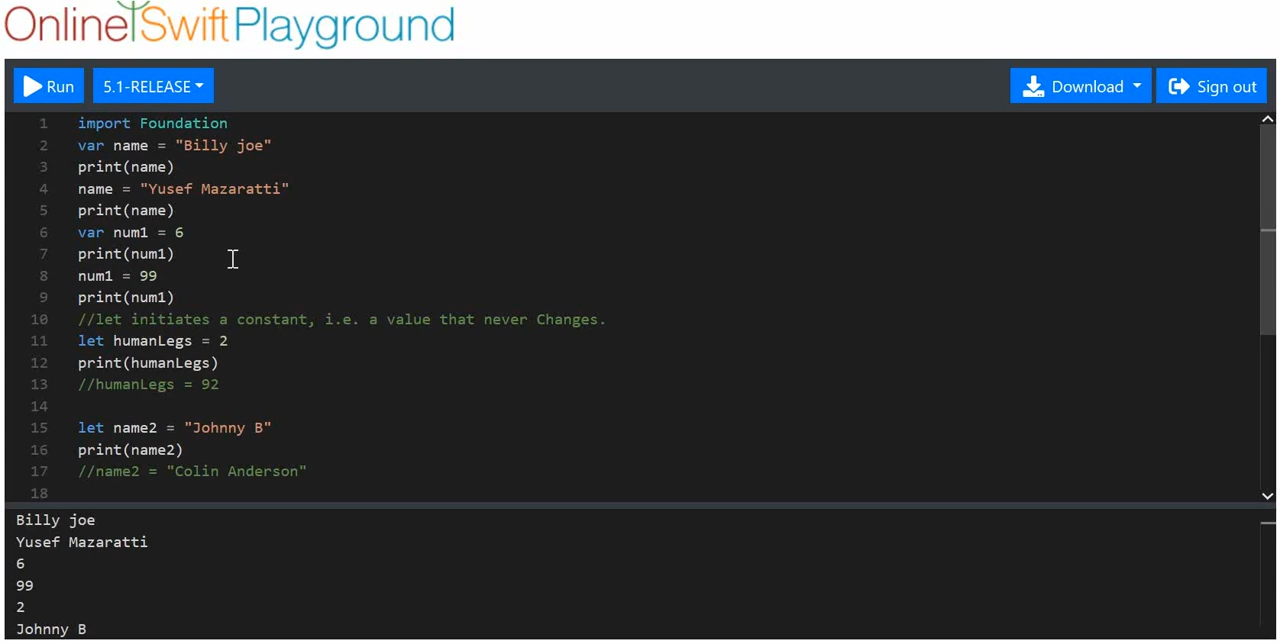 OnlineSwiftPlayground
Run 5.1-RELEASE Download Sign out
1 import Foundation
2 var name = "Billy joe"
3 print(name)
4 name = "Yusef Mazaratti"
5 print(name)
6 var num1 = 6
7 print(num1)
8 num1 = 99
9 print(num1)
10 //let initiates a constant, i.e. a value that never Changes.
11 let humanLegs = 2
12 print(humanLegs)
13 //humanLegs = 92
14
15 let name2 = "Johnny B"
16 print(name2)
17 //name2 = "Colin Anderson"
18
Billy joe
Yusef Mazaratti
6
99
2
Johnny B